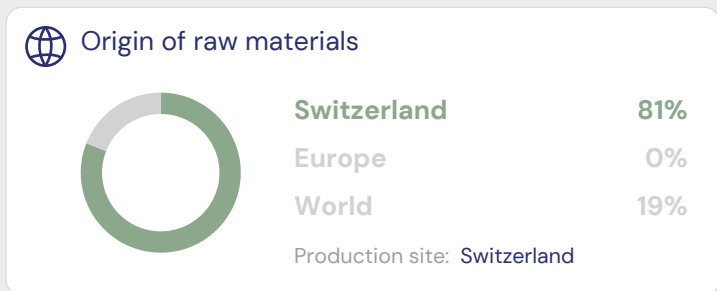 Origin of raw materials
Switzerland 81%
Europe 0%
World 19%
Production site: Switzerland